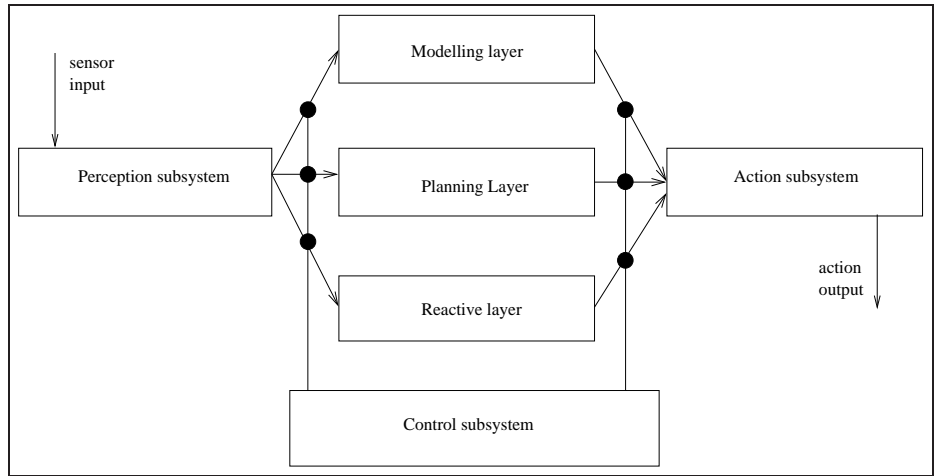 Modelling layer
sensor
input
Perception subsystem
Planning Layer
Action subsystem
action
output
Reactive layer
Control subsystem